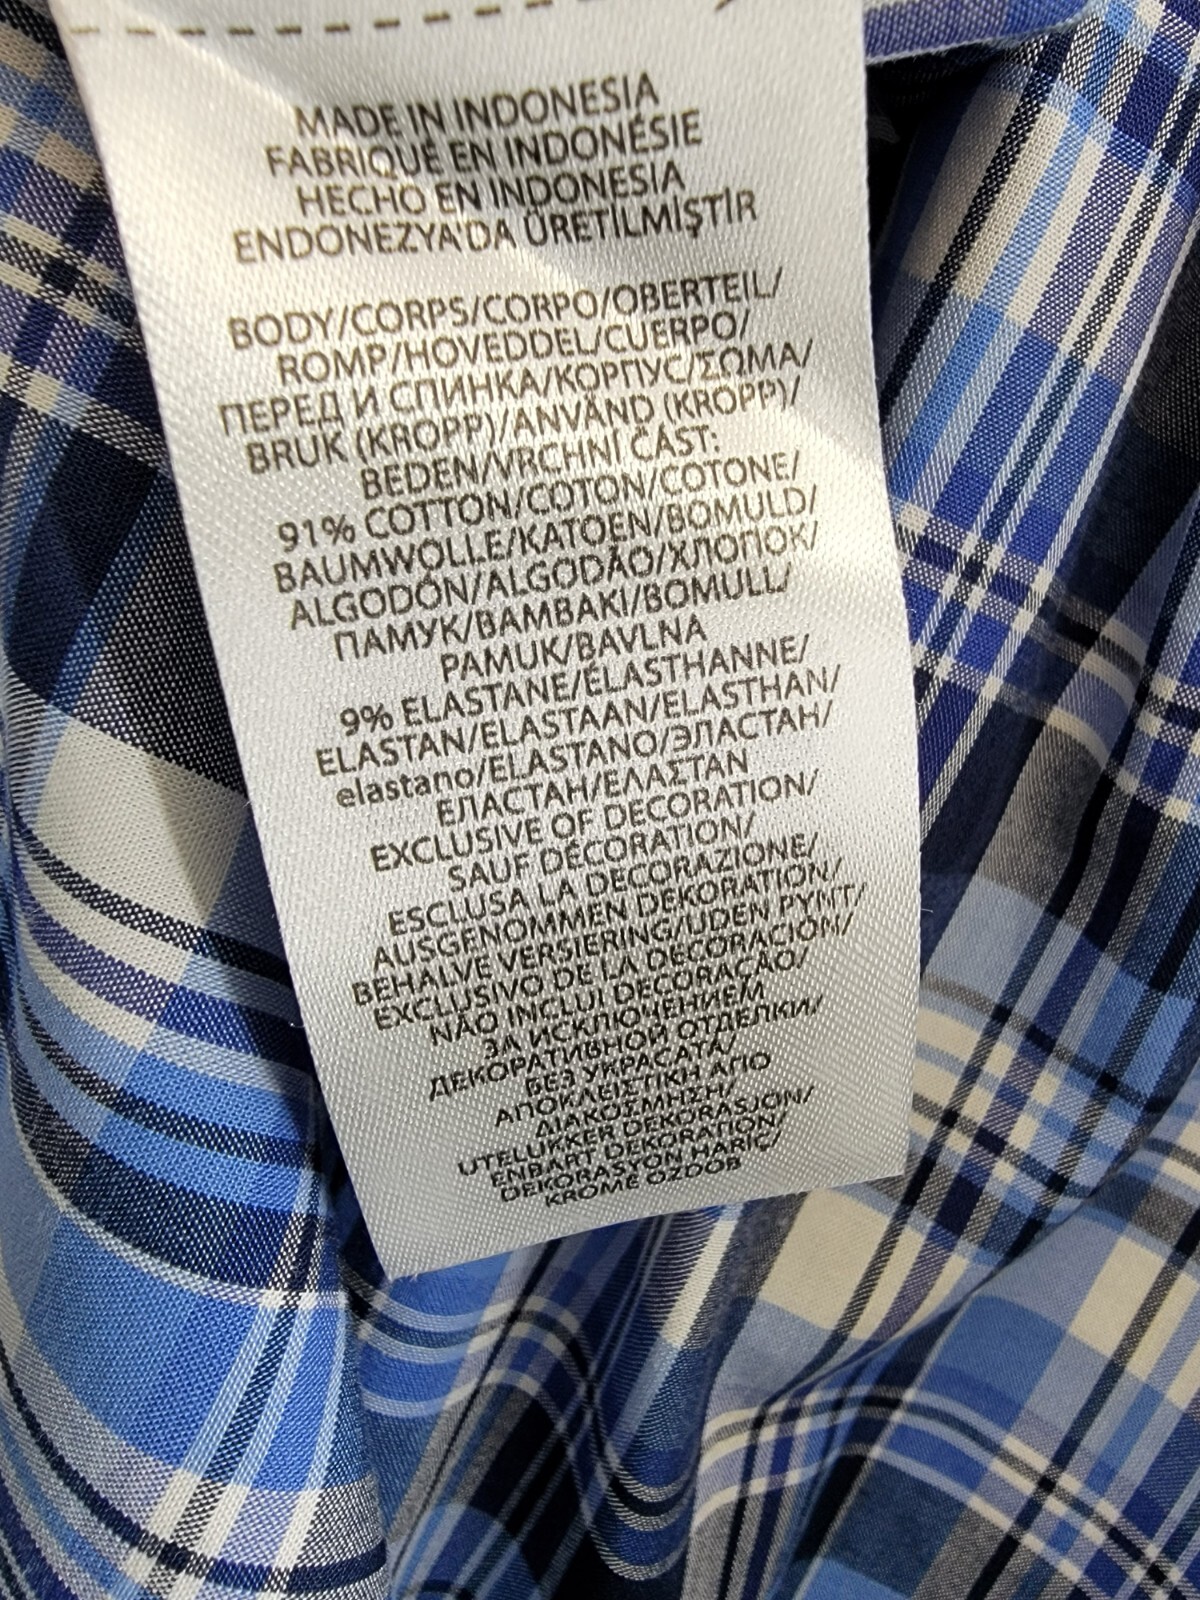 MADE IN INDONESIA
FABRIQUÉ EN INDONÉSIE
HECHO EN INDONESIA
ENDONEZYA'DA ÜRETİLMİŞTİR
BODY/CORPS/CORPO/OBERTEIL/
ROMP/HOVEDDEL/CUERPO/
ПЕРЕД И СПИНКА/КОРПУС/ΣΩΜΑ/
BRUK (KROPP)/ANVÄND (KROPP)/
BEDEN/VRCHNÍ ČAST:
91% COTTON/COTON/COTONE/
BAUMWOLLE/KATOEN/BOMULD/
ALGODÓN/ALGODÃO/ХЛОПОК/
ПАМУК/BAMBAKI/BOMULL/
PAMUK/BAVLNA
9% ELASTANE/ÉLASTHANNE/
ELASTAN/ELASTAAN/ELASTHAN/
elastano/ELASTANO/ЭЛАСТАН/
ЕЛАСТАН/ΕΛΑΣΤΑΝ
EXCLUSIVE OF DECORATION/
SAUF DÉCORATION/
ESCLUSA LA DECORAZIONE/
AUSGENOMMEN DEKORATION/
BEHALVE VERSIERING/UDEN PYNT/
EXCLUSIVO DE LA DECORACIÓN/
NÃO INCLUI DECORAÇÃO/
ЗА ИСКЛЮЧЕНИЕМ
ДЕКОРАТИВНОЙ ОТДЕЛКИ/
БЕЗ УКРАСАТА/
ΑΠΟΚΛΕΙΣΤΙΚΗ ΑΠΟ
ΔΙΑΚΟΣΜΗΣΗ/
UTELUKKER DEKORASJON/
ENBART DEKORATION/
DEKORASYON HARİÇ/
KROMĚ OZDOB